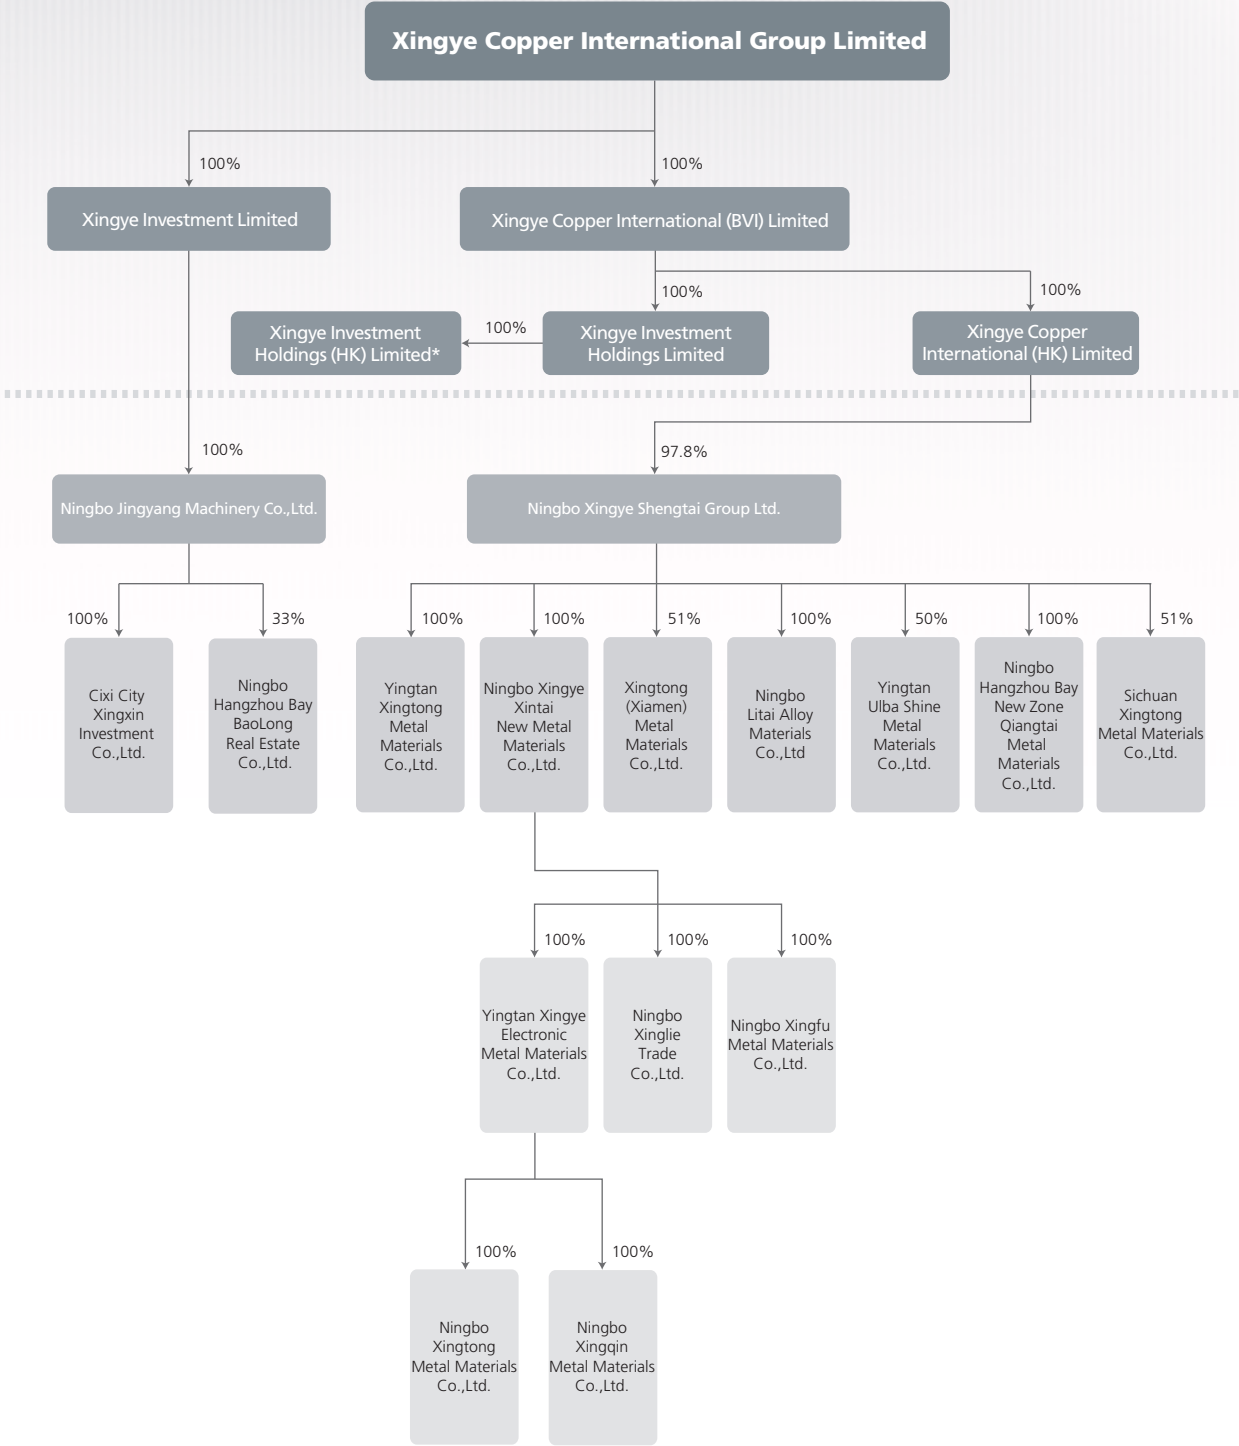 Xingye Copper International Group Limited
100%
100%
Xingye Investment Limited
Xingye Copper International (BVI) Limited
100%
100%
Xingye Investment
Holdings (HK) Limited*
100%
Xingye Investment
Holdings Limited
Xingye Copper
International (HK) Limited
100%
97.8%
Ningbo Jingyang Machinery Co.,Ltd.
Ningbo Xingye Shengtai Group Ltd.
100%
33%
100%
100%
51%
100%
50%
100%
51%
Cixi City
Xingxin
Investment
Co.,Ltd.
Ningbo
Hangzhou Bay
BaoLong
Real Estate
Co.,Ltd.
Yingtan
Xingtong
Metal
Materials
Co.,Ltd.
Ningbo Xingye
Xintai
New Metal
Materials
Co.,Ltd.
Xingtong
(Xiamen)
Metal
Materials
Co.,Ltd.
Ningbo
Litai Alloy
Materials
Co.,Ltd
Yingtan
Ulba Shine
Metal
Materials
Co.,Ltd.
Ningbo
Hangzhou Bay
New Zone
Qiangtai
Metal
Materials
Co.,Ltd.
Sichuan
Xingtong
Metal Materials
Co.,Ltd.
100%
100%
100%
Yingtan Xingye
Electronic
Metal Materials
Co.,Ltd.
Ningbo
Xinglie
Trade
Co.,Ltd.
Ningbo Xingfu
Metal Materials
Co.,Ltd.
100%
100%
Ningbo
Xingtong
Metal Materials
Co.,Ltd.
Ningbo
Xingqin
Metal Materials
Co.,Ltd.